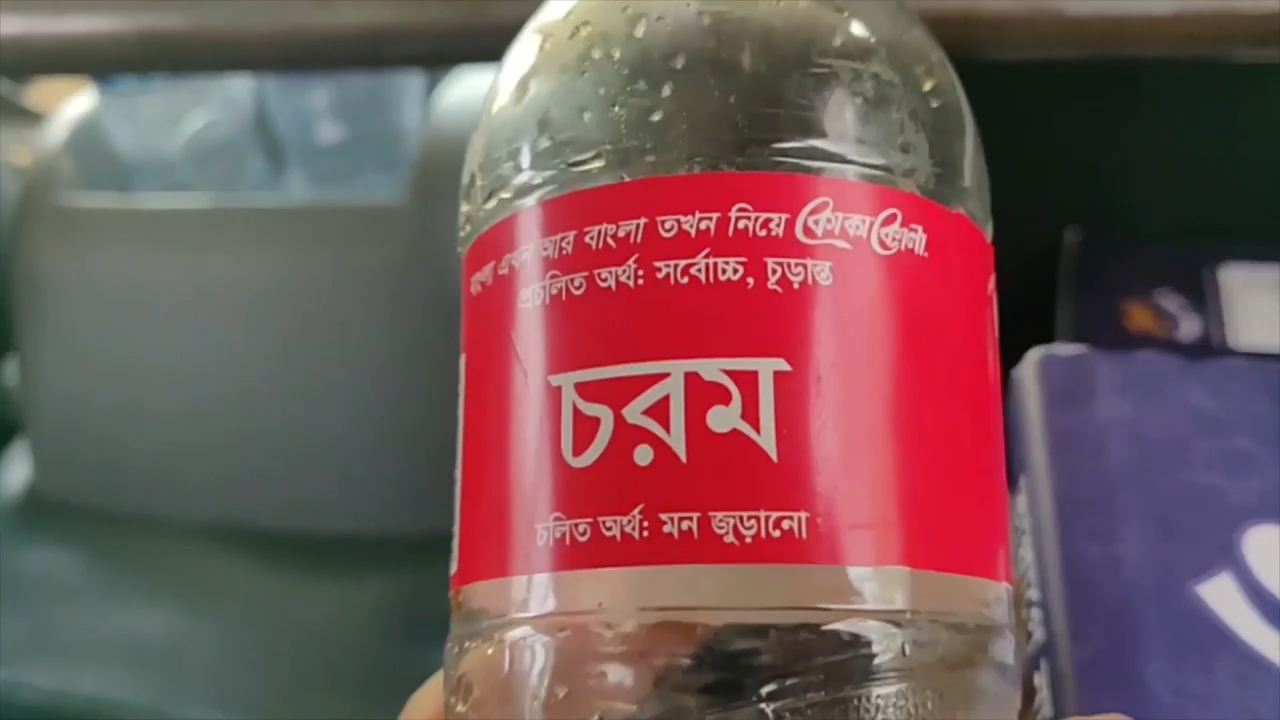 বাংলা এখন আর বাংলা তখন নিয়ে কোকা-কোলা.
প্রচলিত অর্থ: সর্বোচ্চ, চূড়ান্ত
চরম
চলিত অর্থ: মন জুড়ানো